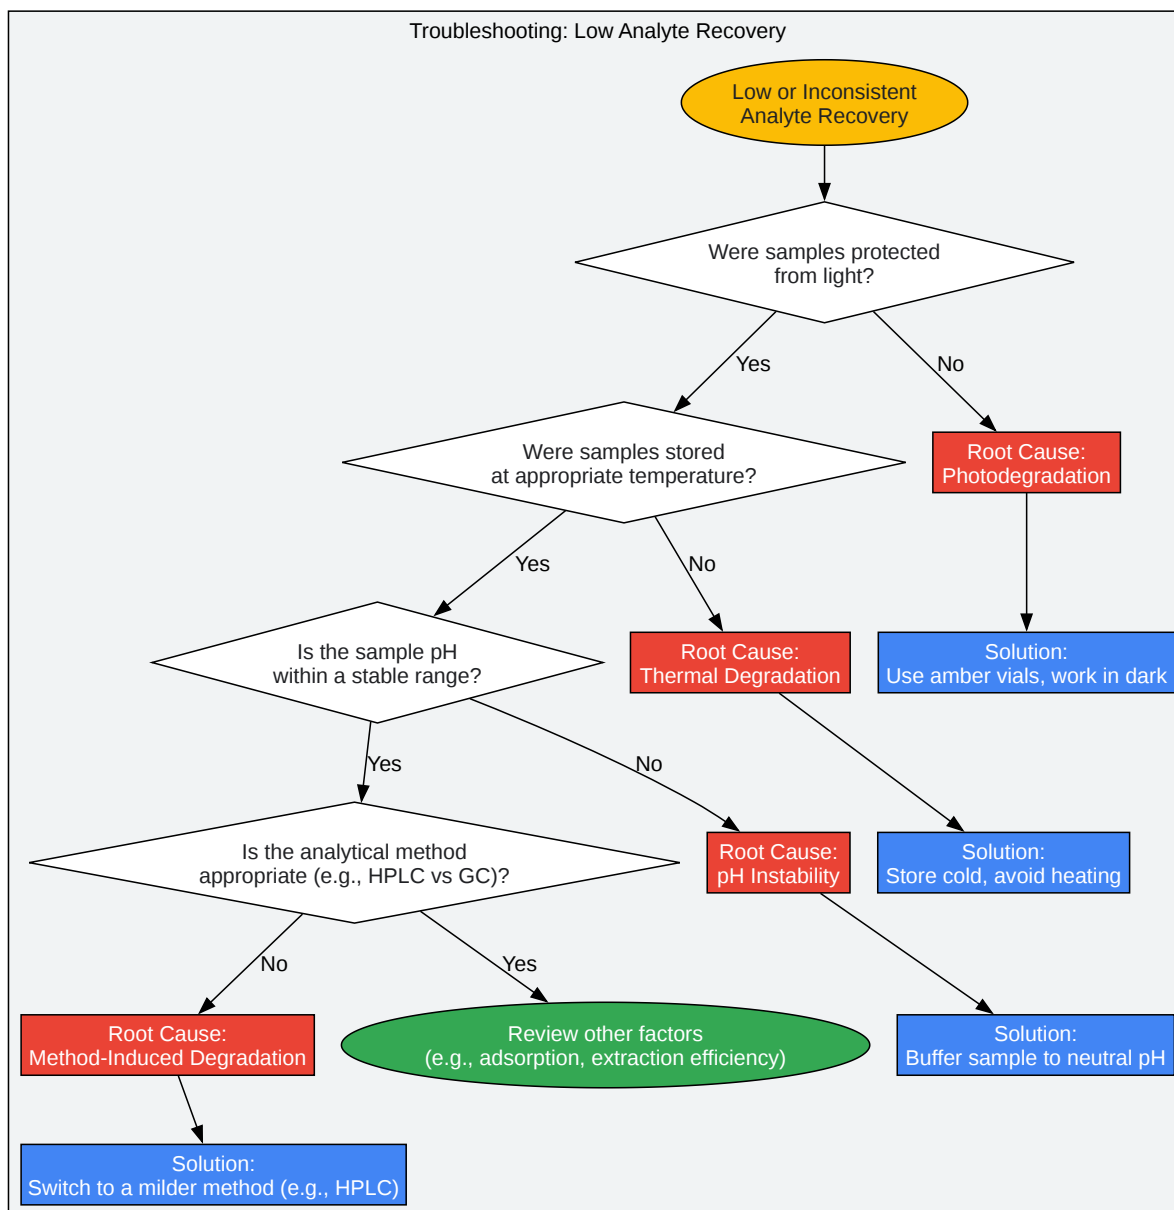 Troubleshooting: Low Analyte Recovery
Low or Inconsistent
Analyte Recovery
Were samples protected
from light?
Yes
No
Were samples stored
at appropriate temperature?
Root Cause:
Photodegradation
Yes
No
Is the sample pH
within a stable range?
Root Cause:
Thermal Degradation
Solution:
Use amber vials, work in dark
Yes
No
Is the analytical method
appropriate (e.g., HPLC vs GC)?
Root Cause:
pH Instability
Solution:
Store cold, avoid heating
No
Yes
Root Cause:
Method-Induced Degradation
Review other factors
(e.g., adsorption, extraction efficiency)
Solution:
Buffer sample to neutral pH
Solution:
Switch to a milder method (e.g., HPLC)